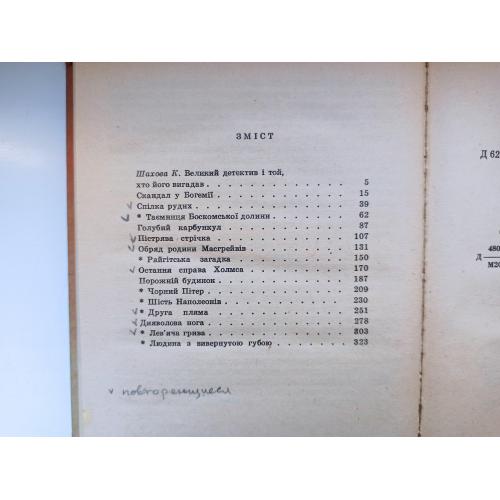 ЗМІСТ
Шахова К. Великий детектив і той,
хто його вигадав . . . . . . . . . . . . 5
Скандал у Богемії . . . . . . . . . . . . 15
√ Спілка рудих . . . . . . . . . . . . 39
√ * Таємниця Боскомської долини . . . . . . . 62
Голубий карбункул . . . . . . . . . . . . 87
√ Пістрява стрічка . . . . . . . . . . . . 107
√ Обряд родини Масгрейвів . . . . . . . . . 131
* Райгітська загадка . . . . . . . . . . . 150
√ Остання справа Холмса . . . . . . . . . . 170
Порожній будинок . . . . . . . . . . . . 187
* Чорний Пітер . . . . . . . . . . . . 209
* Шість Наполеонів . . . . . . . . . . . . 230
√ * Друга пляма . . . . . . . . . . . . 251
√ Дияволова нога . . . . . . . . . . . . 278
√ * Лев'яча грива . . . . . . . . . . . . 303
* Людина з вивернутою губою . . . . . . . . 323
√ повторяющиеся
Д 62
480
Д
М20